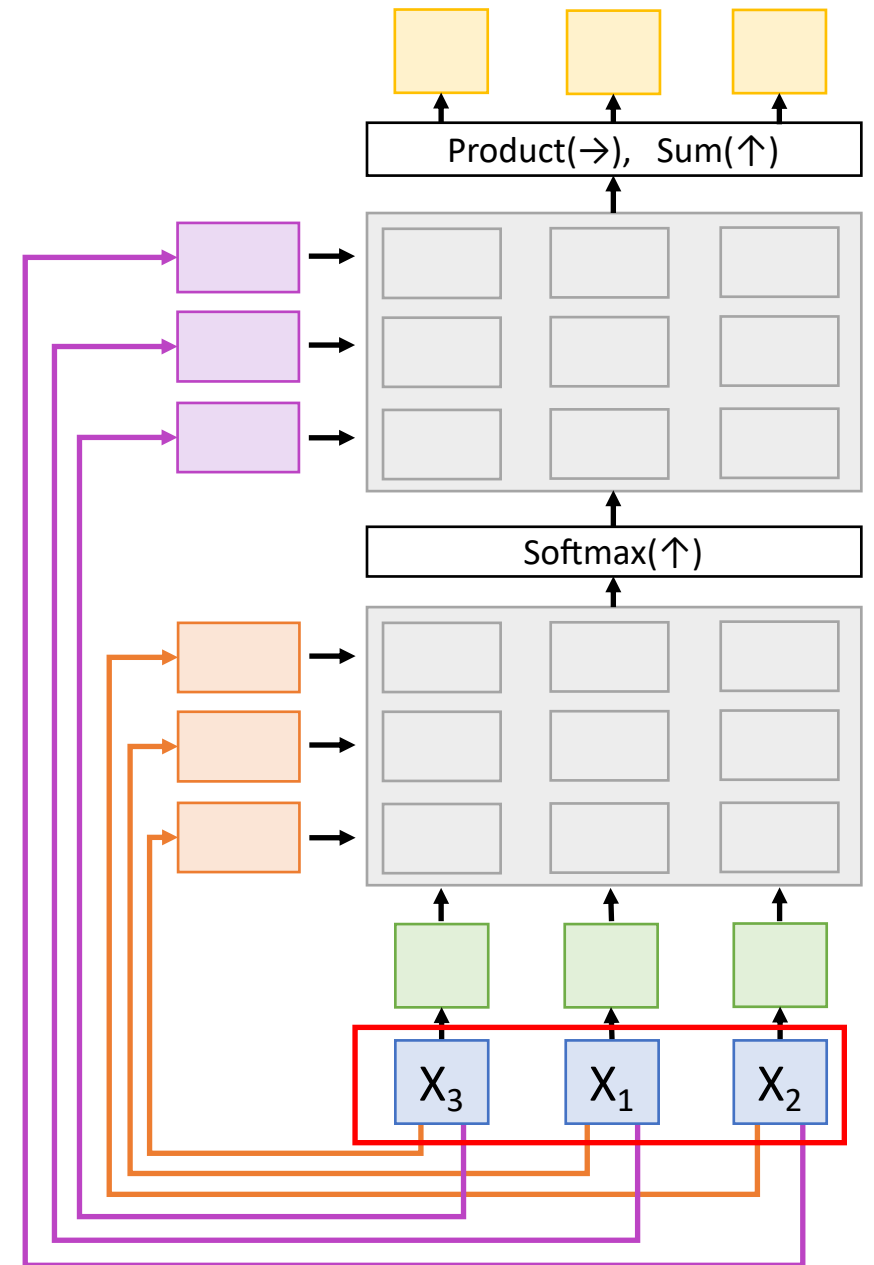 Product(→), Sum(↑)
Softmax(↑)
X₃ X₁ X₂